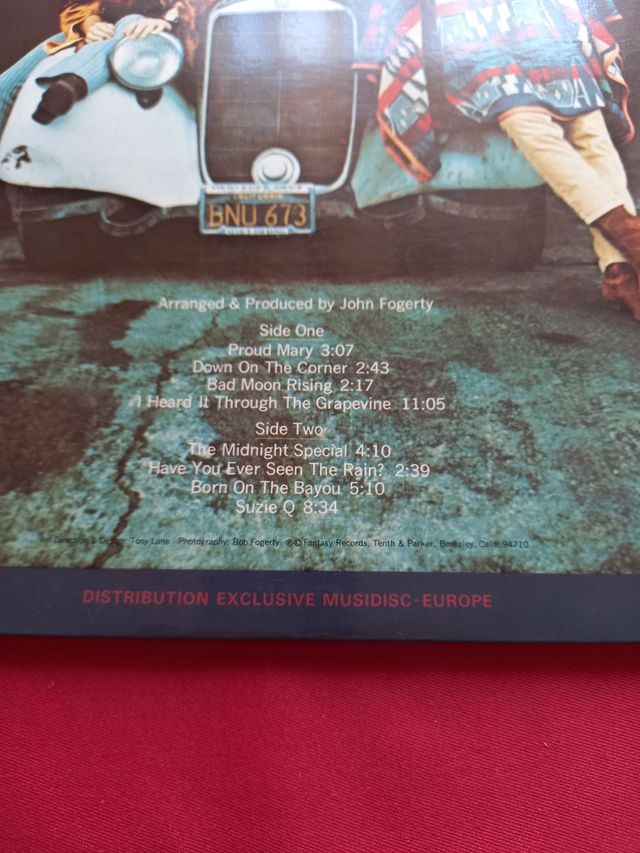 CALIFORNIA
BNU 673
Arranged & Produced by John Fogerty
Side One
Proud Mary 3:07
Down On The Corner 2:43
Bad Moon Rising 2:17
I Heard It Through The Grapevine 11:05
Side Two
The Midnight Special 4:10
Have You Ever Seen The Rain? 2:39
Born On The Bayou 5:10
Suzie Q 8:34
Art Direction & Design: Tony Lane Photography: Bob Fogerty ℗©Fantasy Records, Tenth & Parker, Berkeley, Calif. 94710
DISTRIBUTION EXCLUSIVE MUSIDISC-EUROPE